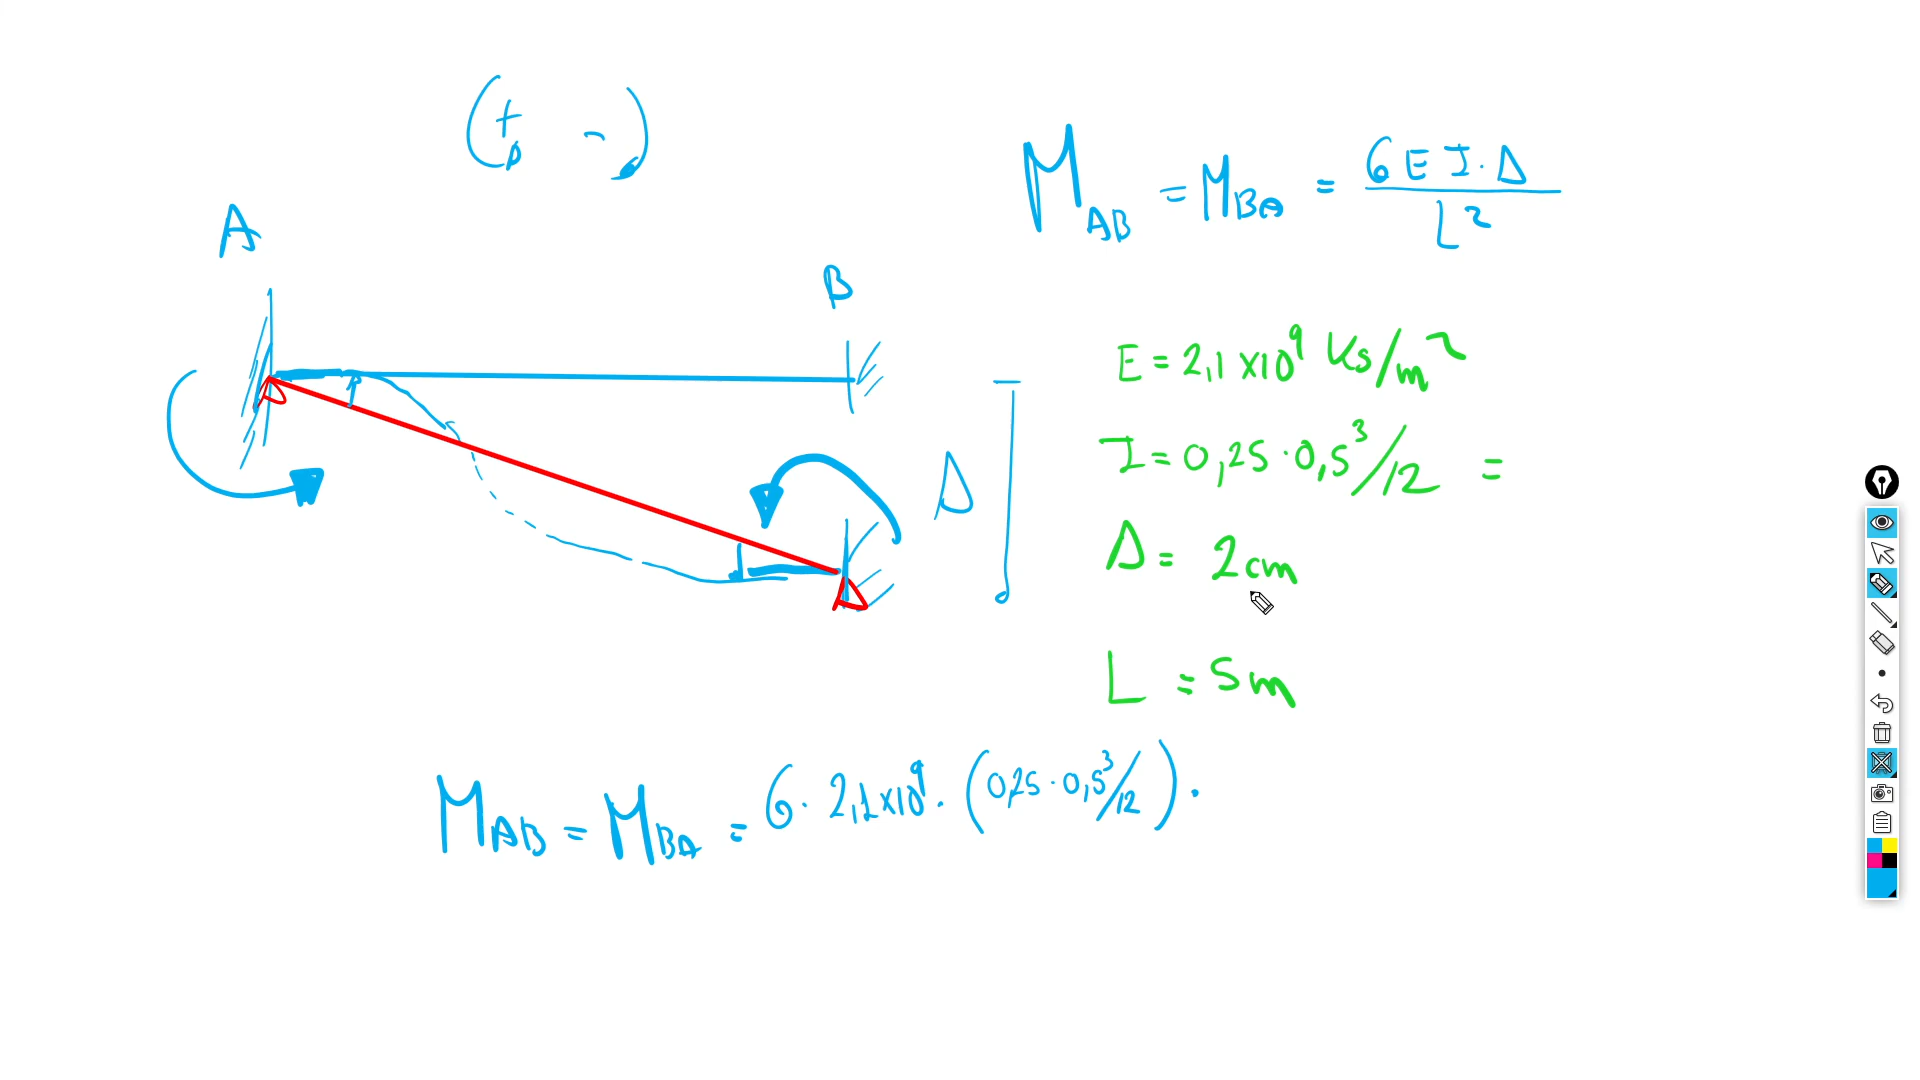 (+ -)
A
B
Δ
M_AB = M_BA = 6EI·Δ / L²
E = 2,1 x10⁹ Kg/m²
I = 0,25 · 0,5³/12 =
Δ = 2cm
L = 5m
M_AB = M_BA = 6 · 2,1x10⁹ · (0,25 · 0,5³/12) ·